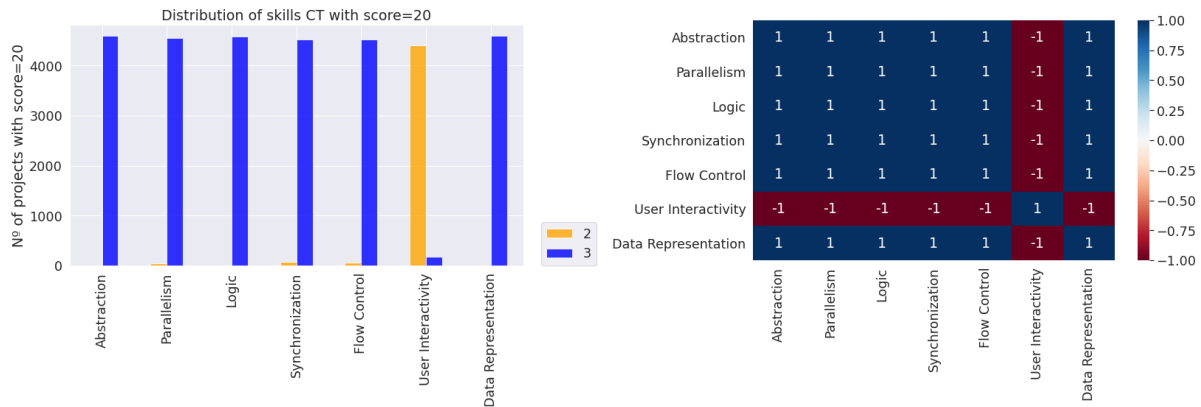 Distribution of skills CT with score=20
Nº of projects with score=20
4000
3000
2000
1000
0
Abstraction
Parallelism
Logic
Synchronization
Flow Control
User Interactivity
Data Representation
2
3
Abstraction 1 1 1 1 1 -1 1
Parallelism 1 1 1 1 1 -1 1
Logic 1 1 1 1 1 -1 1
Synchronization 1 1 1 1 1 -1 1
Flow Control 1 1 1 1 1 -1 1
User Interactivity -1 -1 -1 -1 -1 1 -1
Data Representation 1 1 1 1 1 -1 1
Abstraction
Parallelism
Logic
Synchronization
Flow Control
User Interactivity
Data Representation
1.00
0.75
0.50
0.25
0.00
−0.25
−0.50
−0.75
−1.00